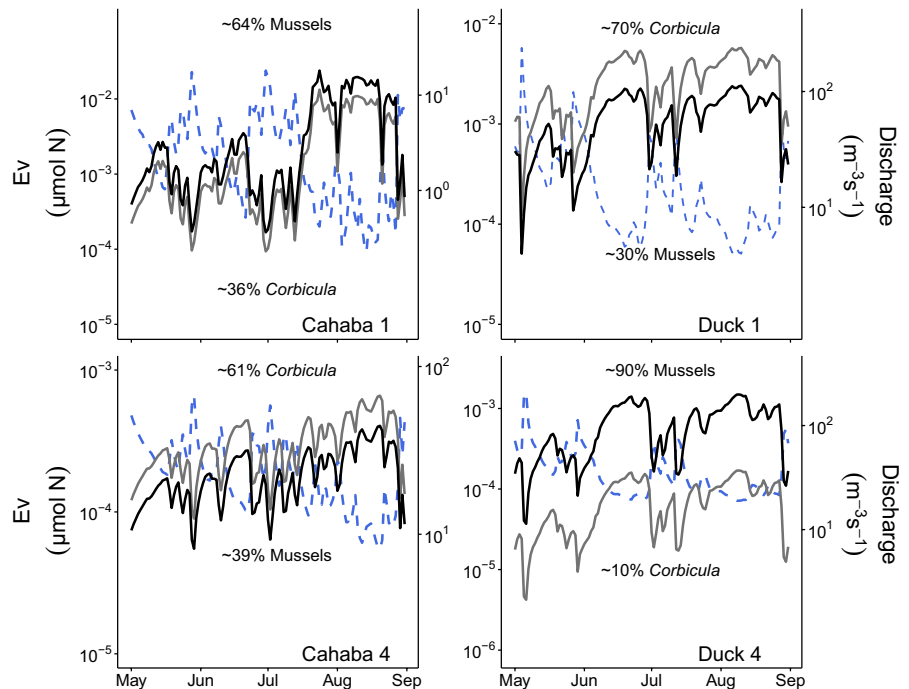 ~64% Mussels
~70% Corbicula
10⁻²
10⁻³
10⁻⁴
10⁻⁵
Ev
(µmol N)
10¹
10⁰
~36% Corbicula
Cahaba 1
10⁻²
10⁻³
10⁻⁴
10⁻⁵
10²
10¹
Discharge
(m⁻³s⁻¹)
~30% Mussels
Duck 1
~61% Corbicula
~90% Mussels
10⁻³
10⁻⁴
10⁻⁵
Ev
(µmol N)
10²
10¹
~39% Mussels
Cahaba 4
May Jun Jul Aug Sep
10⁻³
10⁻⁴
10⁻⁵
10⁻⁶
10²
10¹
Discharge
(m⁻³s⁻¹)
~10% Corbicula
Duck 4
May Jun Jul Aug Sep